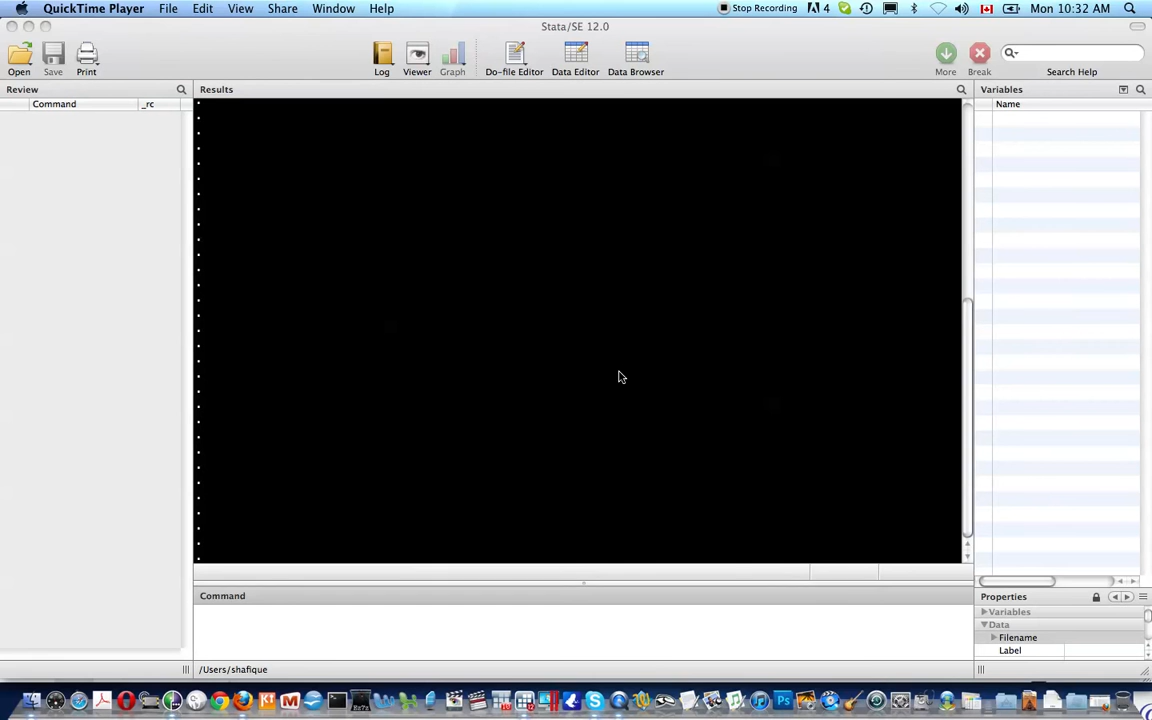 QuickTime Player File Edit View Share Window Help Stop Recording 4 Mon 10:32 AM
Stata/SE 12.0
Open Save Print Log Viewer Graph Do-file Editor Data Editor Data Browser More Break Search Help
Review Results Variables
Command _rc Name
Command
Properties
Variables
Data
Filename
Label
/Users/shafique